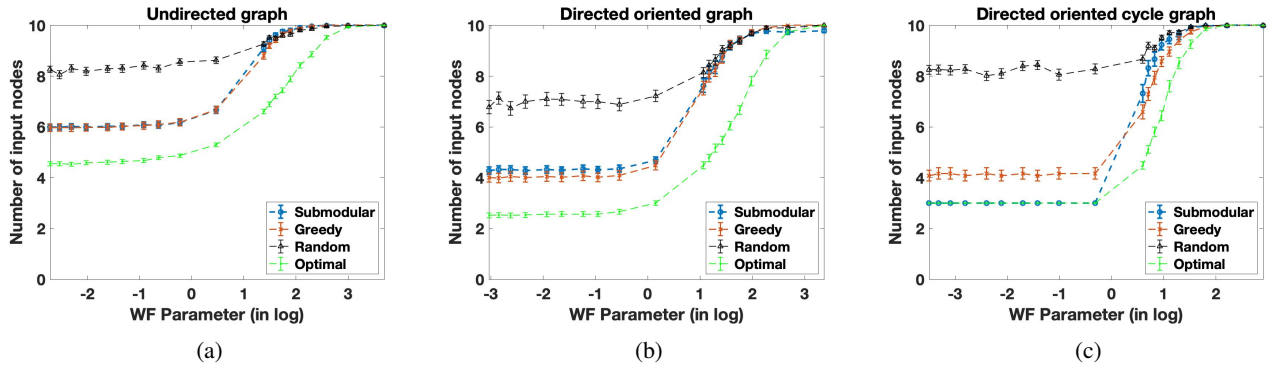 Undirected graph
Number of input nodes
10
8
6
4
2
0
-2
-1
0
1
2
3
WF Parameter (in log)
Submodular
Greedy
Random
Optimal
(a)
Directed oriented graph
Number of input nodes
10
8
6
4
2
0
-3
-2
-1
0
1
2
3
WF Parameter (in log)
Submodular
Greedy
Random
Optimal
(b)
Directed oriented cycle graph
Number of input nodes
10
8
6
4
2
0
-3
-2
-1
0
1
2
WF Parameter (in log)
Submodular
Greedy
Random
Optimal
(c)